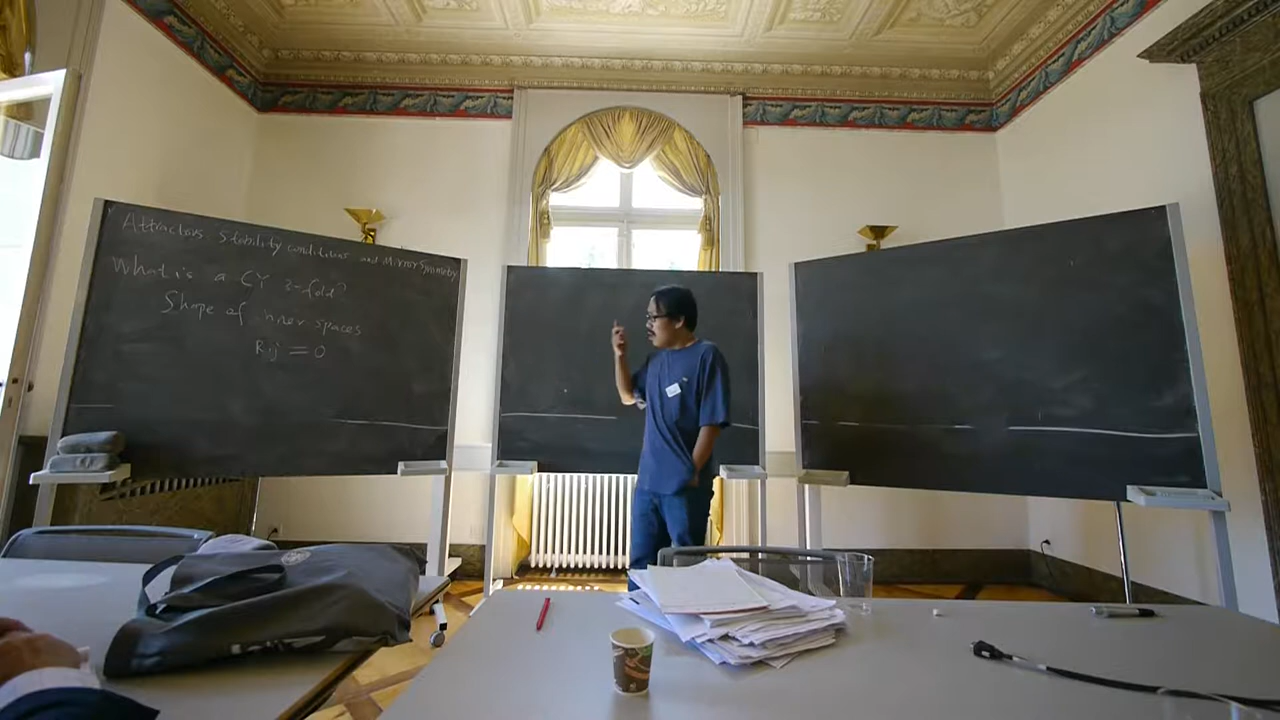 Attractors Stability conditions and Mirror Symmetry
What is a CY 3-fold?
Shape of inner spaces
Rij = 0